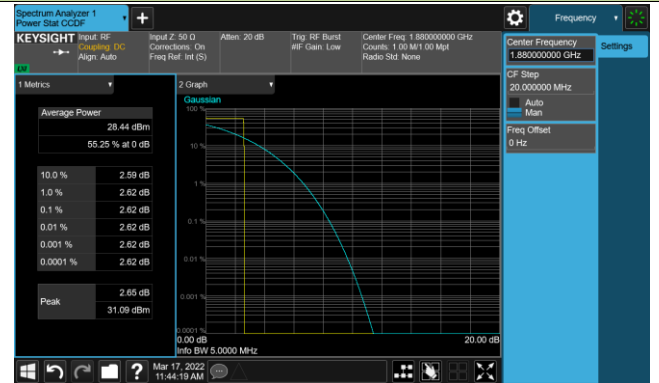 Spectrum Analyzer 1
Power Stat CCDF
+
Frequency
KEYSIGHT
Input: RF
Coupling: DC
Align: Auto
Input Z: 50 Ω
Corrections: On
Freq Ref: Int (S)
Atten: 20 dB
Trig: RF Burst
#IF Gain: Low
Center Freq: 1.880000000 GHz
Counts: 1.00 M/1.00 Mpt
Radio Std: None
Center Frequency
1.880000000 GHz
Settings
CF Step
20.000000 MHz
Auto
Man
Freq Offset
0 Hz
1 Metrics
2 Graph
Average Power
28.44 dBm
55.25 % at 0 dB
10.0 % 2.59 dB
1.0 % 2.62 dB
0.1 % 2.62 dB
0.01 % 2.62 dB
0.001 % 2.62 dB
0.0001 % 2.62 dB
Peak
2.65 dB
31.09 dBm
Gaussian
100 %
10 %
1 %
0.1 %
0.01 %
0.001 %
0.0001 %
0.00 dB 20.00 dB
Info BW 5.0000 MHz
?
Mar 17, 2022
11:44:19 AM